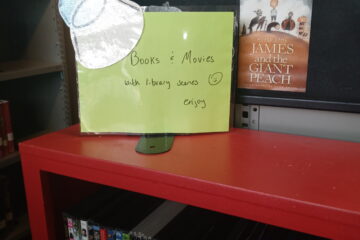 Books & Movies
with library scenes
enjoy
JAMES
and the
GIANT
PEACH